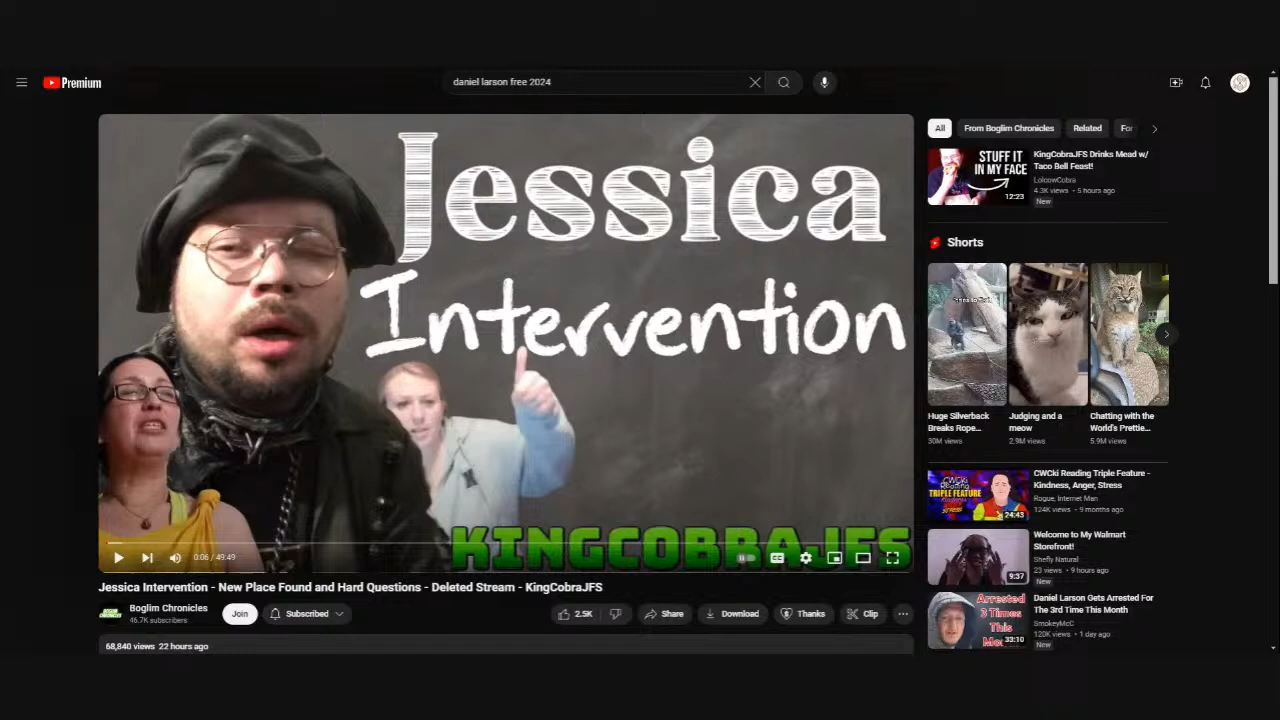 Premium
daniel larson free 2024
Jessica
Intervention
KINGCOBRAJFS
0:06 / 49:49
CC
Jessica Intervention - New Place Found and Hard Questions - Deleted Stream - KingCobraJFS
Boglim Chronicles
46.7K subscribers
Join
Subscribed
2.5K
Share
Download
Thanks
Clip
68,840 views 22 hours ago
All
From Boglim Chronicles
Related
For
STUFF IT
IN MY FACE
12:23
KingCobraJFS Drinks Mead w/
Taco Bell Feast!
LolcowCobra
4.3K views • 5 hours ago
New
Shorts
Huge Silverback
Breaks Rope...
30M views
Judging and a
meow
2.9M views
Chatting with the
World's Prettie...
5.9M views
CWCki
Reading
TRIPLE FEATURE
24:43
CWCki Reading Triple Feature -
Kindness, Anger, Stress
Rogue, Internet Man
124K views • 9 months ago
9:37
Welcome to My Walmart
Storefront!
Shefly Natural
23 views • 9 hours ago
New
Arrested
3 Times
This
33:10
Daniel Larson Gets Arrested For
The 3rd Time This Month
SmokeyMcC
120K views • 1 day ago
New